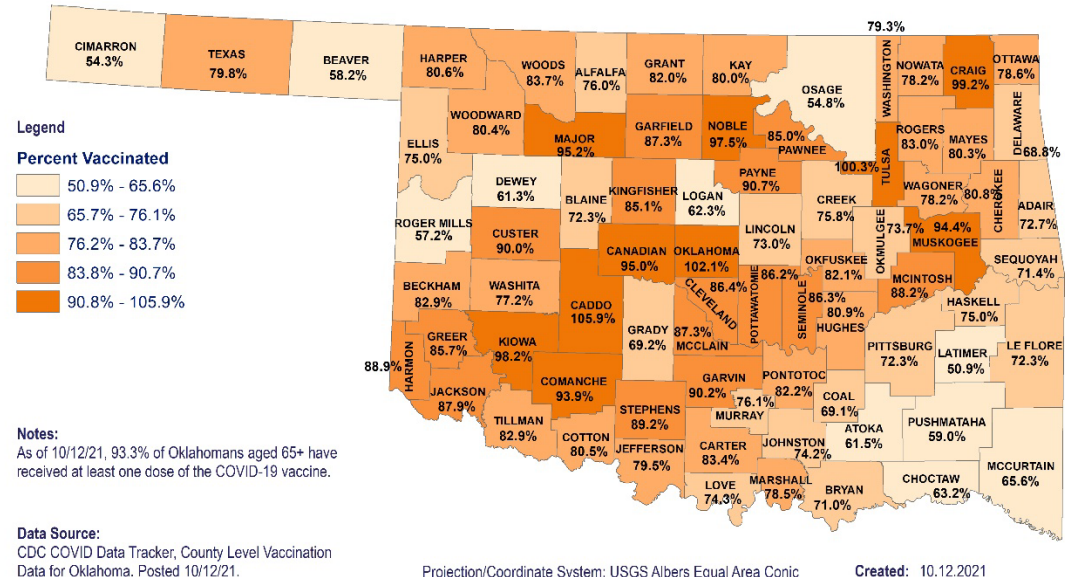 79.3%
CIMARRON
54.3%
TEXAS
79.8%
BEAVER
58.2%
HARPER
80.6%
WOODS
83.7%
ALFALFA
76.0%
GRANT
82.0%
KAY
80.0%
OSAGE
54.8%
WASHINGTON
NOWATA
78.2%
CRAIG
99.2%
OTTAWA
78.6%
Legend
Percent Vaccinated
50.9% - 65.6%
65.7% - 76.1%
76.2% - 83.7%
83.8% - 90.7%
90.8% - 105.9%
ELLIS
75.0%
WOODWARD
80.4%
MAJOR
95.2%
GARFIELD
87.3%
NOBLE
97.5%
85.0%
PAWNEE
100.3%
TULSA
ROGERS
83.0%
MAYES
80.3%
DELAWARE
68.8%
ROGER MILLS
57.2%
DEWEY
61.3%
BLAINE
72.3%
KINGFISHER
85.1%
LOGAN
62.3%
PAYNE
90.7%
CREEK
75.8%
WAGONER
78.2%
80.8%
CHEROKEE
ADAIR
72.7%
CUSTER
90.0%
CANADIAN
95.0%
OKLAHOMA
102.1%
LINCOLN
73.0%
OKMULGEE
73.7%
94.4%
MUSKOGEE
SEQUOYAH
71.4%
BECKHAM
82.9%
WASHITA
77.2%
CADDO
105.9%
GRADY
69.2%
86.4%
CLEVELAND
87.3%
MCCLAIN
86.2%
POTTAWATOMIE
SEMINOLE
86.3%
OKFUSKEE
82.1%
80.9%
HUGHES
MCINTOSH
88.2%
HASKELL
75.0%
PITTSBURG
72.3%
LATIMER
50.9%
LE FLORE
72.3%
88.9%
HARMON
GREER
85.7%
KIOWA
98.2%
JACKSON
87.9%
COMANCHE
93.9%
TILLMAN
82.9%
COTTON
80.5%
STEPHENS
89.2%
JEFFERSON
79.5%
GARVIN
90.2%
76.1%
MURRAY
PONTOTOC
82.2%
COAL
69.1%
ATOKA
61.5%
PUSHMATAHA
59.0%
CARTER
83.4%
JOHNSTON
74.2%
LOVE
74.3%
MARSHALL
78.5%
BRYAN
71.0%
CHOCTAW
63.2%
MCCURTAIN
65.6%
Notes:
As of 10/12/21, 93.3% of Oklahomans aged 65+ have
received at least one dose of the COVID-19 vaccine.
Data Source:
CDC COVID Data Tracker, County Level Vaccination
Data for Oklahoma. Posted 10/12/21.
Projection/Coordinate System: USGS Albers Equal Area Conic
Created: 10.12.2021